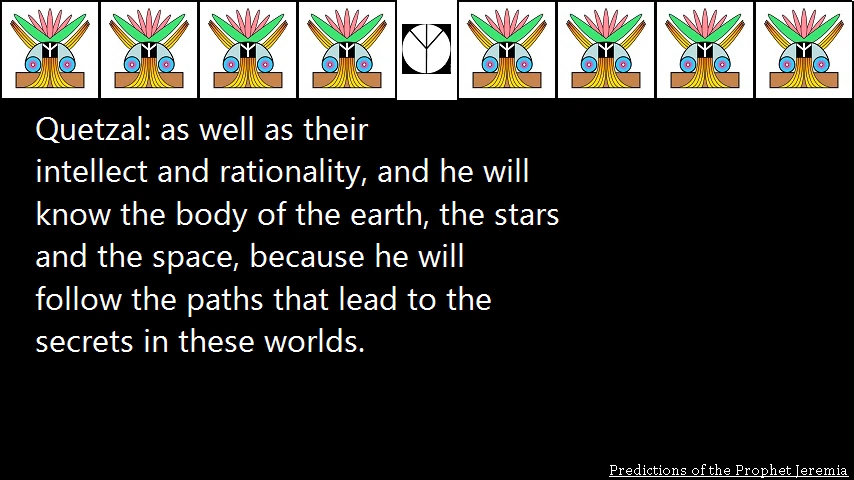 Quetzal: as well as their
intellect and rationality, and he will
know the body of the earth, the stars
and the space, because he will
follow the paths that lead to the
secrets in these worlds.
Predictions of the Prophet Jeremia